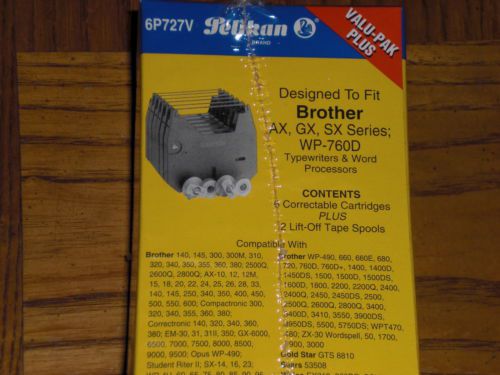 6P727V Pelikan
BRAND
VALU-PAK
PLUS
Designed To Fit
Brother
AX, GX, SX Series;
WP-760D
Typewriters & Word
Processors
CONTENTS
6 Correctable Cartridges
PLUS
2 Lift-Off Tape Spools
Compatible With
Brother 140, 145, 300, 300M, 310,
320, 340, 350, 355, 360, 380; 2500Q,
2600Q, 2800Q; AX-10, 12, 12M,
15, 18, 20, 22, 24, 25, 26, 28, 33,
140, 145, 250, 340, 350, 400, 450,
500, 550, 600; Compactronic 300,
320, 340, 355, 360, 380;
Correctronic 140, 320, 340, 360,
380; EM-30, 31, 31II, 350; GX-6000,
6500, 7000, 6750, 8000, 8500,
9000, 9500; Opus WP-490;
Student Riter II; SX-14, 16, 23;
Brother WP-490, 660, 660E, 680,
720, 760D, 760D+, 1400, 1400D,
1450DS, 1500, 1500D, 1500DS,
1600D, 1800, 2200, 2200Q, 2400,
2400Q, 2450, 2450DS, 2500,
2500Q, 2600Q, 2800Q, 3400,
3400D, 3410, 3550, 3900DS,
3950DS, 5500, 5750DS; WPT470,
480; ZX-30 Wordspell, 50, 1700,
1900, 3000
Gold Star GTS 8810
Sears 53508